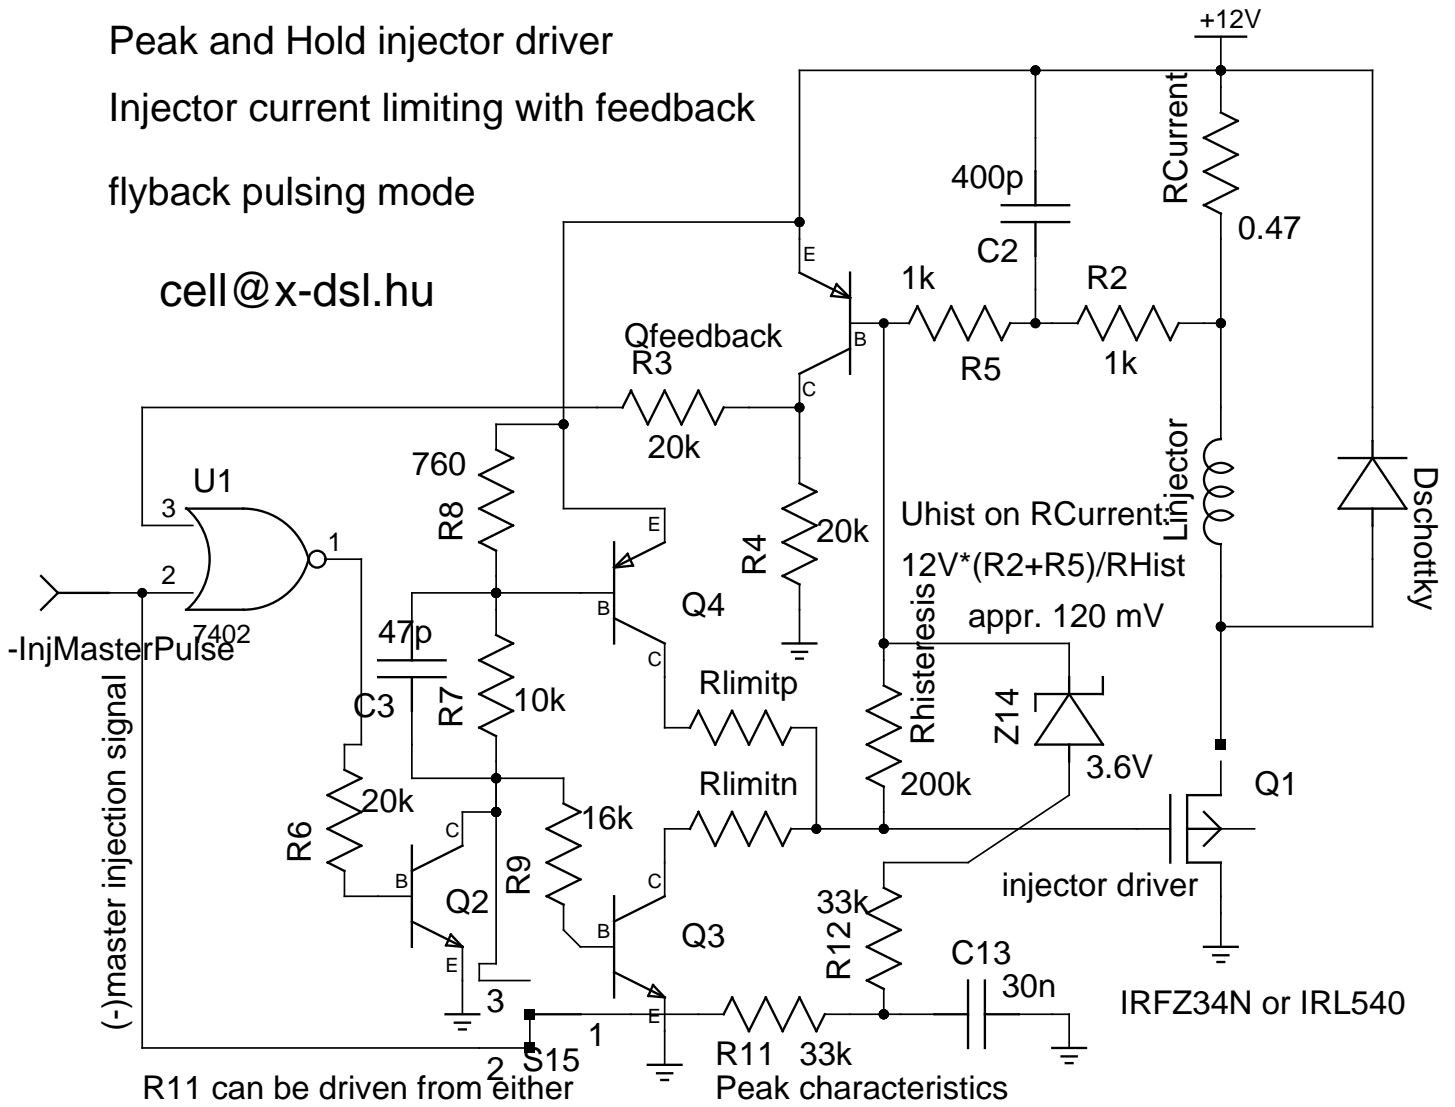 Peak and Hold injector driver
Injector current limiting with feedback
flyback pulsing mode
cell@x-dsl.hu
+12V
RCurrent
0.47
400p
C2
E
B
C
1k
R5
R2
1k
Qfeedback
R3
20k
R4
20k
Uhist on RCurrent:
12V*(R2+R5)/RHist
appr. 120 mV
Linjector
Dschottky
U1
3
2
1
7402
-InjMasterPulse
(-)master injection signal
760
R8
47p
C3
R7
10k
E
B
C
Q4
Rlimitp
Rlimitn
Rhisteresis
200k
Z14
3.6V
Q1
injector driver
IRFZ34N or IRL540
20k
R6
C
B
E
Q2
16k
R9
C
B
E
Q3
33k
R12
C13
30n
3
1
2
S15
R11
33k
R11 can be driven from either
Peak characteristics